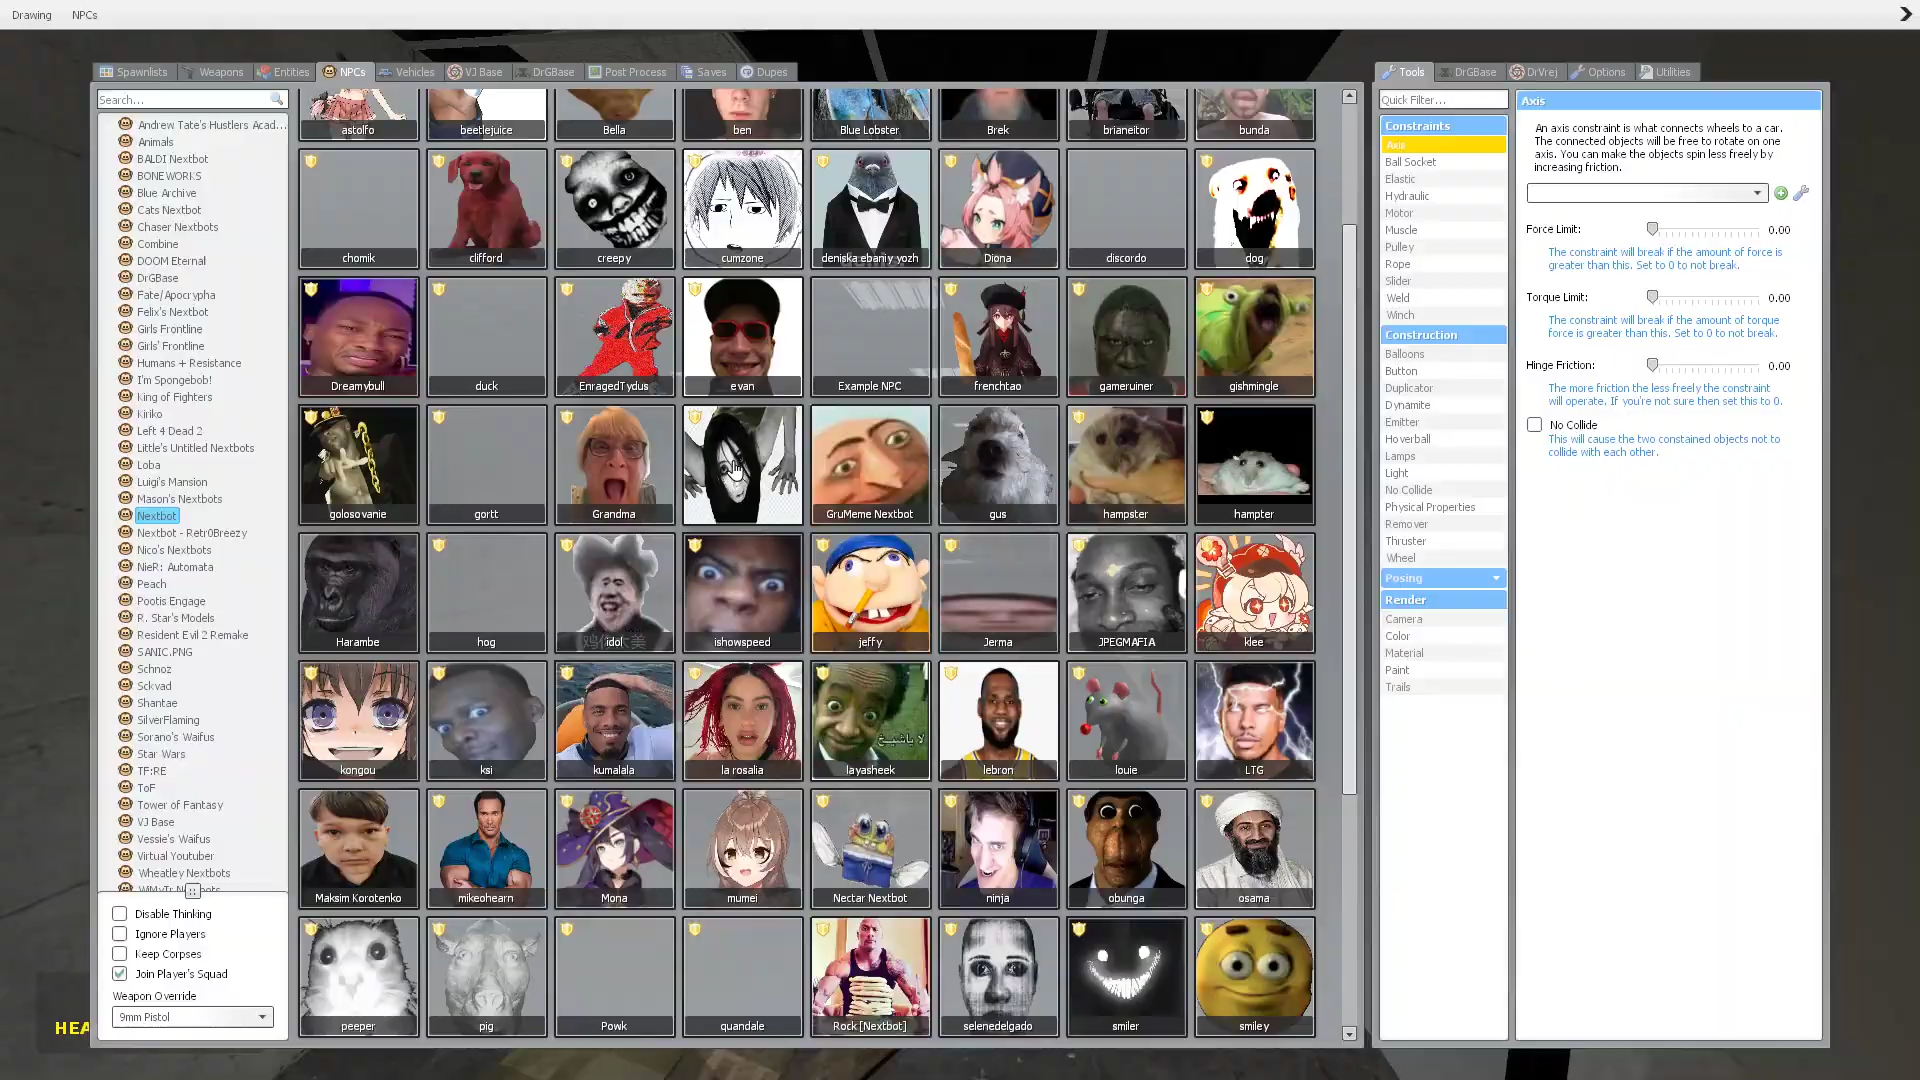 Drawing NPCs
Spawnlists Weapons Entities NPCs Vehicles VJ Base DrGBase Post Process Saves Dupes
Search...
Andrew Tate's Hustlers Acad...
Animals
BALDI Nextbot
BONEWORKS
Blue Archive
Cats Nextbot
Chaser Nextbots
Combine
DOOM Eternal
DrGBase
Fate/Apocrypha
Felix's Nextbot
Girls Frontline
Girls' Frontline
Humans + Resistance
I'm Spongebob!
King of Fighters
Kiriko
Left 4 Dead 2
Little's Untitled Nextbots
Loba
Luigi's Mansion
Mason's Nextbots
Nextbot
Nextbot - Retr0Breezy
Nico's Nextbots
NieR: Automata
Peach
Pootis Engage
R. Star's Models
Resident Evil 2 Remake
SANIC.PNG
Schnoz
Sckvad
Shantae
SilverFlaming
Sorano's Waifus
Star Wars
TF:RE
ToF
Tower of Fantasy
VJ Base
Vessie's Waifus
Virtual Youtuber
Wheatley Nextbots
Disable Thinking
Ignore Players
Keep Corpses
Join Player's Squad
Weapon Override
9mm Pistol
HEA
astolfo beetlejuice Bella ben Blue Lobster Brek brianeitor bunda
chomik clifford creepy cumzone deniska ebaniy yozh Diona discordo dog
Dreamybull duck EnragedTydus evan Example NPC frenchtao gameruiner gishmingle
golosovanie gortt Grandma GruMeme Nextbot gus hampster hampter
Harambe hog idol ishowspeed jeffy Jerma JPEGMAFIA klee
لا ياشيخ
kongou ksi kumalala la rosalia layasheek lebron louie LTG
Maksim Korotenko mikeohearn Mona mumei Nectar Nextbot ninja obunga osama
peeper pig Powk quandale Rock [Nextbot] selenedelgado smiler smiley
Tools DrGBase DrVrej Options Utilities
Quick Filter...
Constraints
Axis
Ball Socket
Elastic
Hydraulic
Motor
Muscle
Pulley
Rope
Slider
Weld
Winch
Construction
Balloons
Button
Duplicator
Dynamite
Emitter
Hoverball
Lamps
Light
No Collide
Physical Properties
Remover
Thruster
Wheel
Posing
Render
Camera
Color
Material
Paint
Trails
Axis
An axis constraint is what connects wheels to a car.
The connected objects will be free to rotate on one
axis. You can make the objects spin less freely by
increasing friction.
Force Limit: 0.00
The constraint will break if the amount of force is
greater than this. Set to 0 to not break.
Torque Limit: 0.00
The constraint will break if the amount of torque
force is greater than this. Set to 0 to not break.
Hinge Friction: 0.00
The more friction the less freely the constraint
will operate. If you're not sure then set this to 0.
No Collide
This will cause the two constained objects not to
collide with each other.